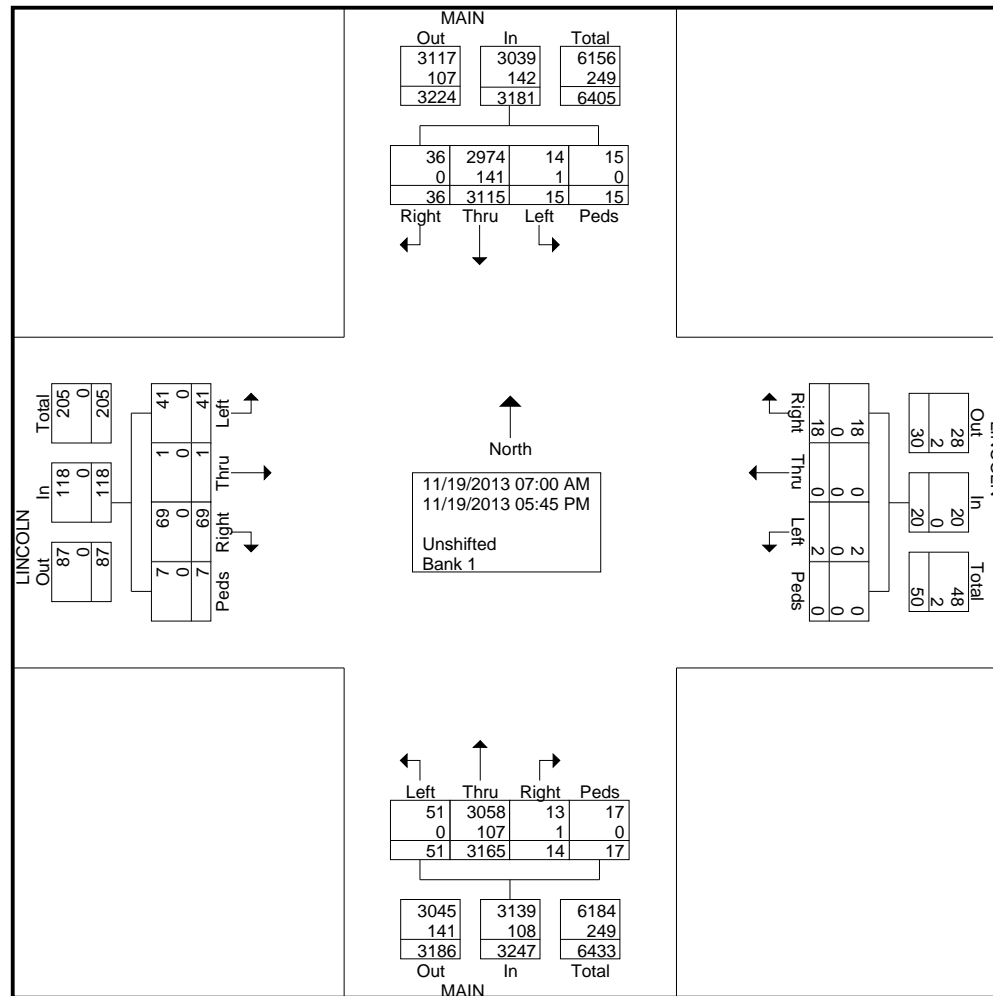 MAIN
Out In Total
3117 3039 6156
107 142 249
3224 3181 6405
36 2974 14 15
0 141 1 0
36 3115 15 15
Right Thru Left Peds
LINCOLN
Total In Out
205 118 87
0 0 0
205 118 87
41 1 69 7
0 0 0 0
41 1 69 7
Left Thru Right Peds
North
11/19/2013 07:00 AM
11/19/2013 05:45 PM
Unshifted
Bank 1
LINCOLN
Out In Total
28 20 48
2 0 2
30 20 50
18 0 2 0
0 0 0 0
18 0 2 0
Right Thru Left Peds
Left Thru Right Peds
51 3058 13 17
0 107 1 0
51 3165 14 17
3045 3139 6184
141 108 249
3186 3247 6433
Out In Total
MAIN